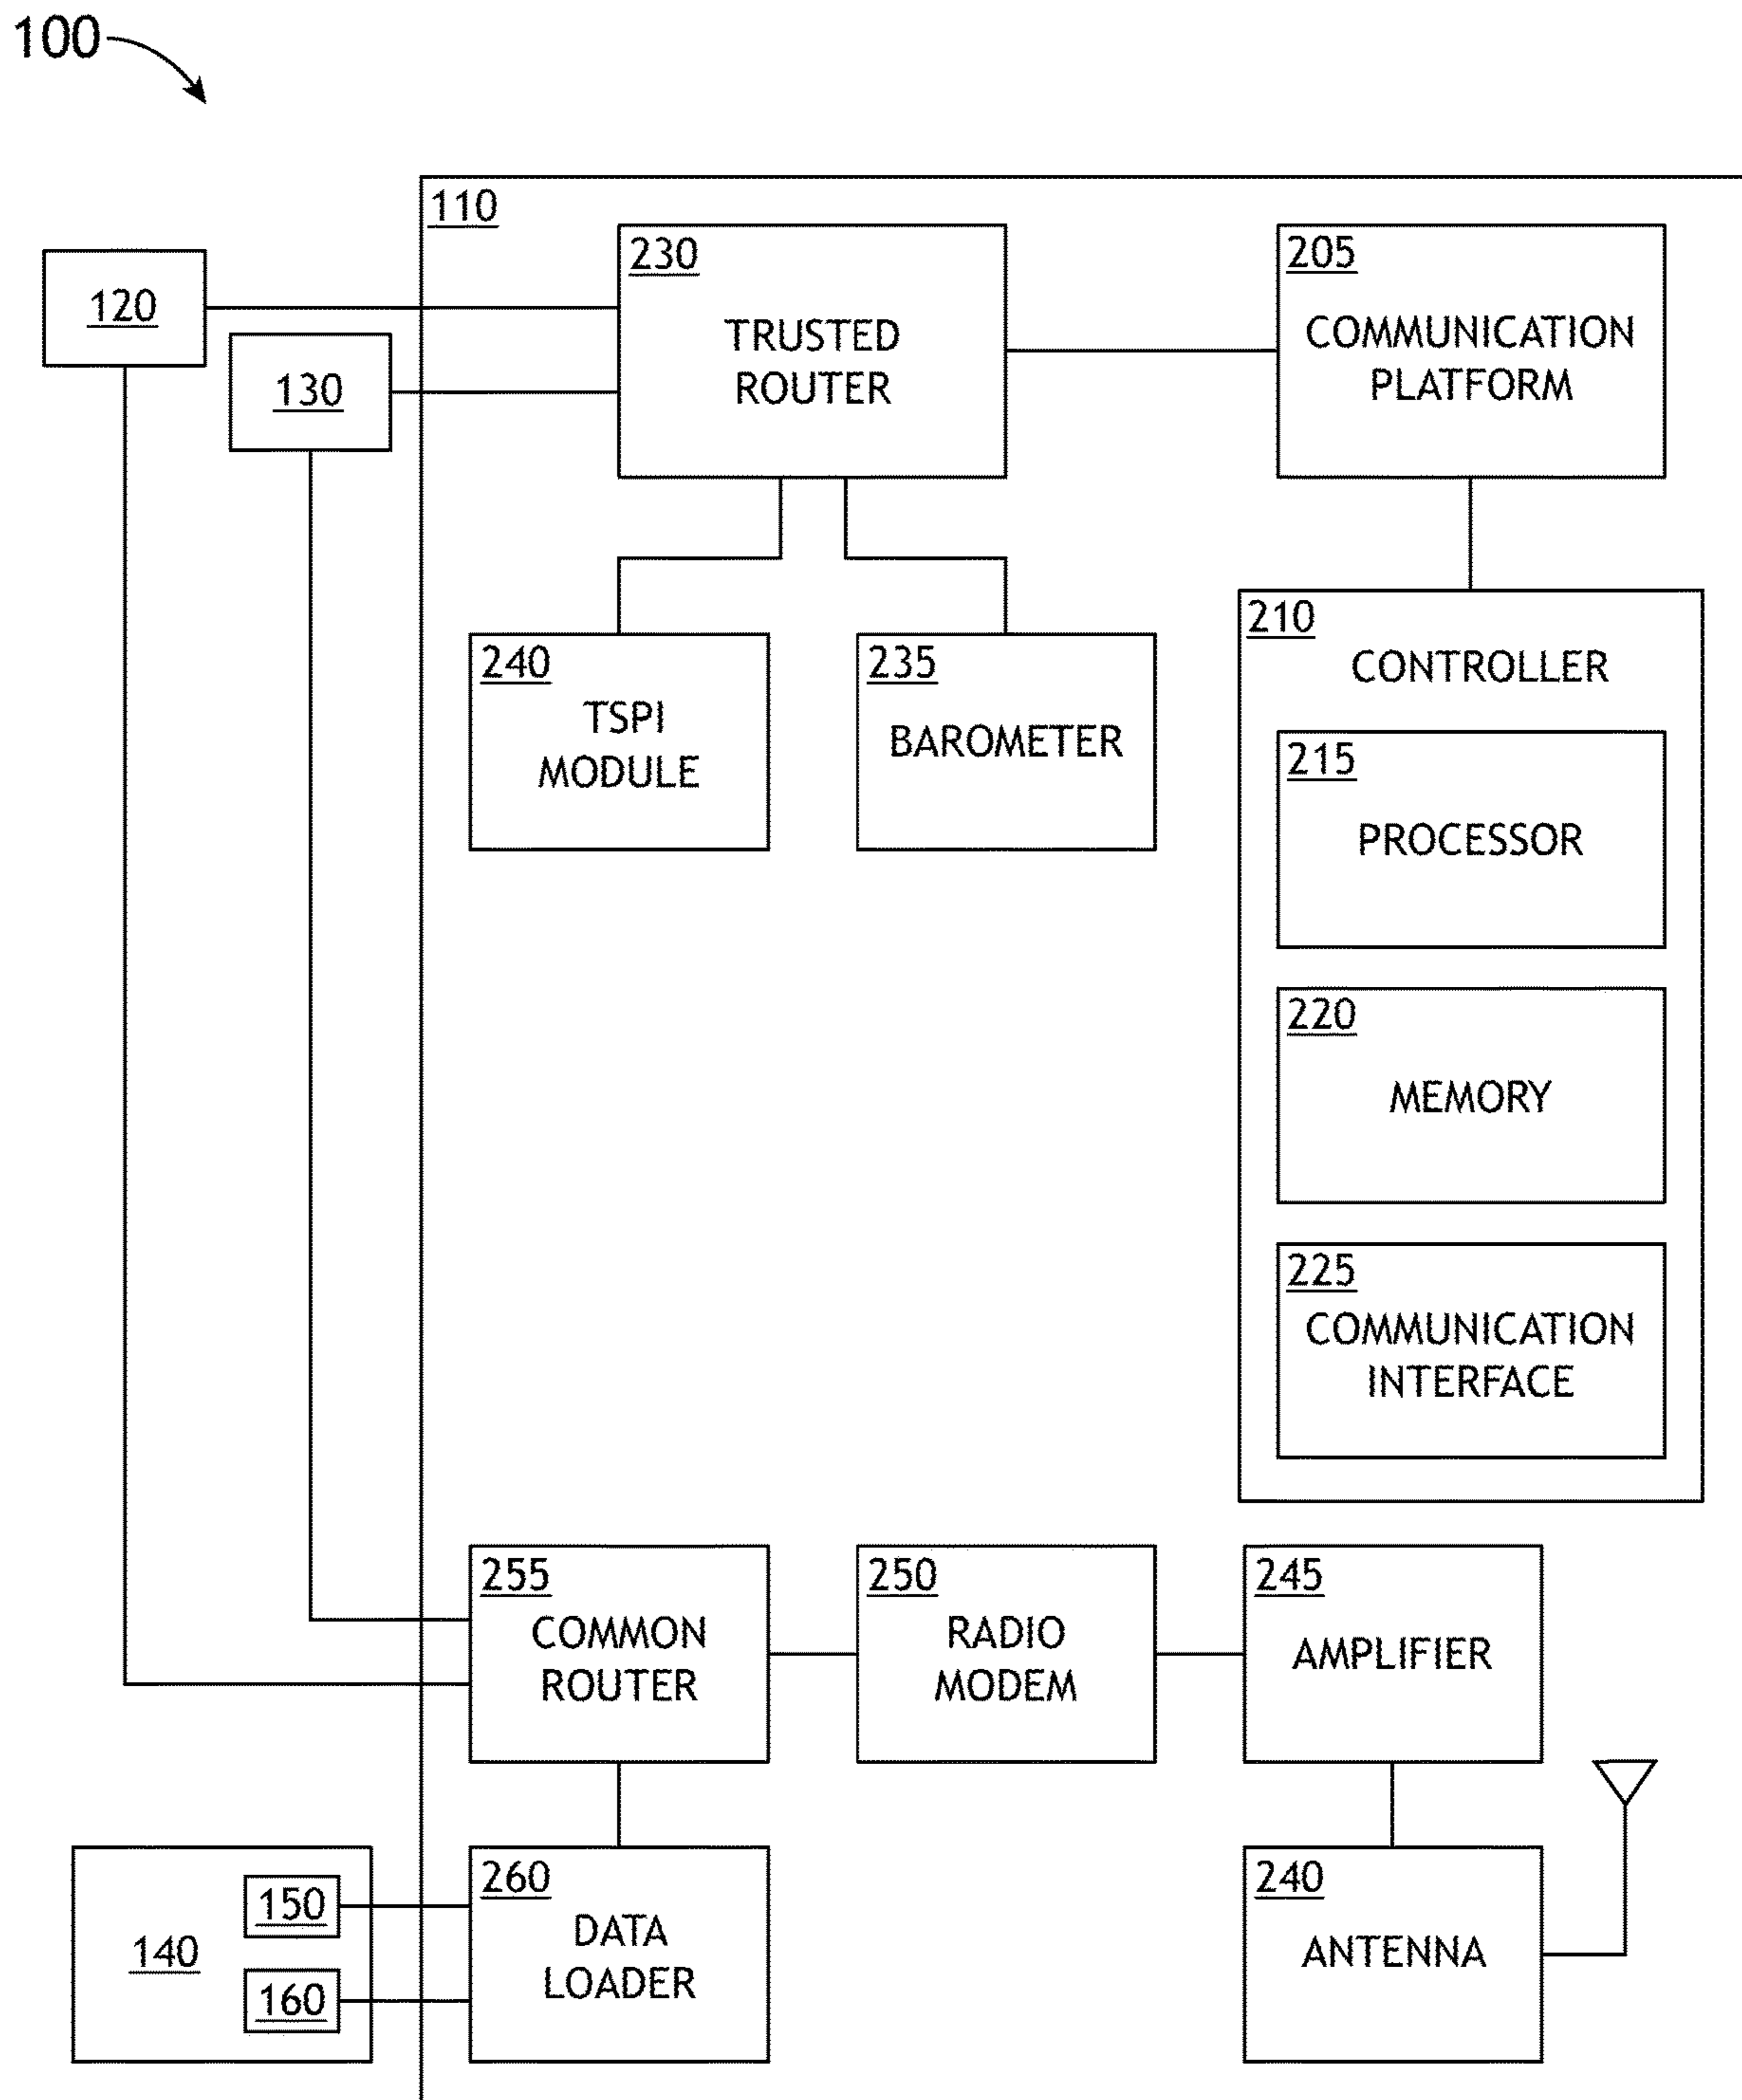 100
110
120
130
230
TRUSTED
ROUTER
205
COMMUNICATION
PLATFORM
240
TSPI
MODULE
235
BAROMETER
210
CONTROLLER
215
PROCESSOR
220
MEMORY
225
COMMUNICATION
INTERFACE
255
COMMON
ROUTER
250
RADIO
MODEM
245
AMPLIFIER
140
150
160
260
DATA
LOADER
240
ANTENNA